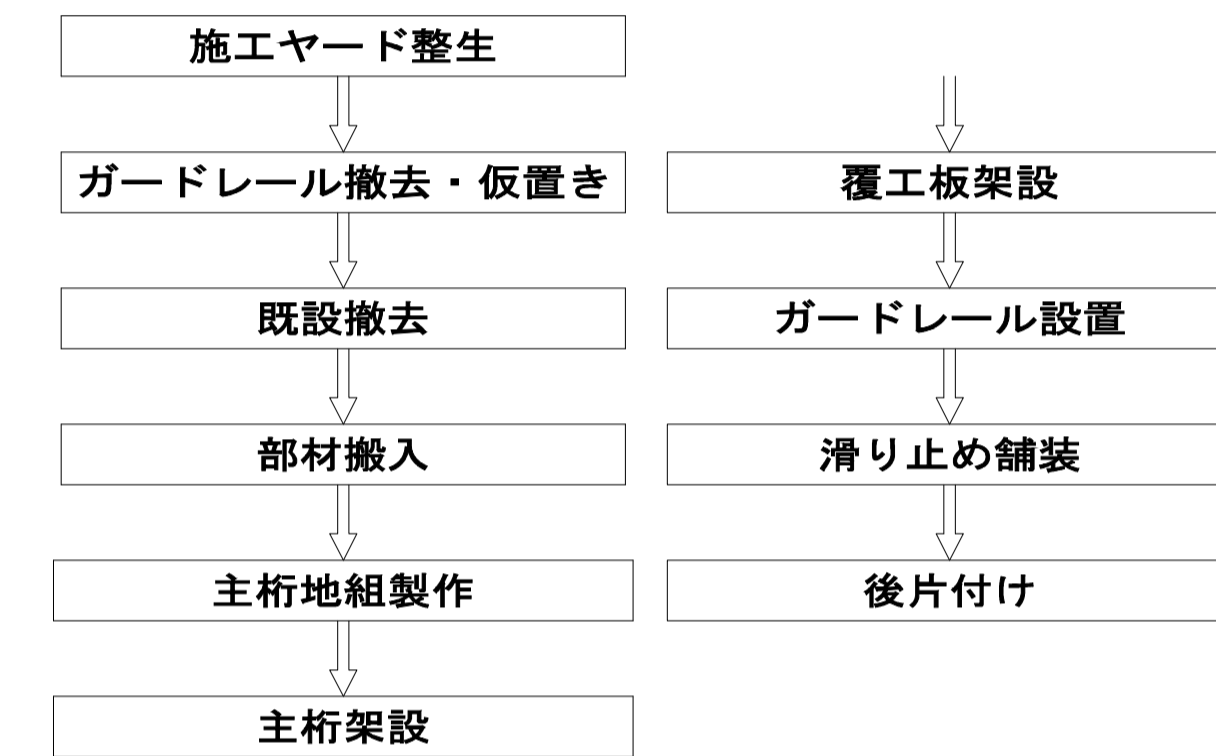 施工ヤード整生
ガードレール撤去・仮置き
既設撤去
部材搬入
主桁地組製作
主桁架設
覆工板架設
ガードレール設置
滑り止め舗装
後片付け